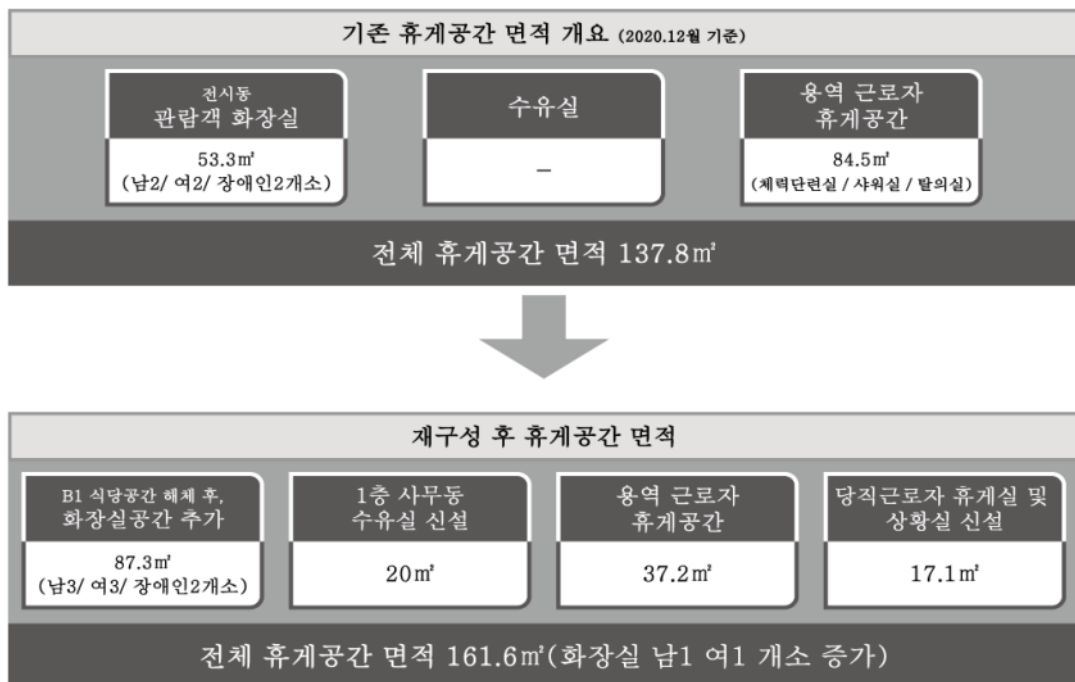 기존 휴게공간 면적 개요 (2020.12월 기준)
전시동
관람객 화장실
53.3㎡
(남2/ 여2/ 장애인2개소)
수유실
–
용역 근로자
휴게공간
84.5㎡
(체력단련실 / 샤워실 / 탈의실)
전체 휴게공간 면적 137.8㎡
재구성 후 휴게공간 면적
B1 식당공간 해체 후,
화장실공간 추가
87.3㎡
(남3/ 여3/ 장애인2개소)
1층 사무동
수유실 신설
20㎡
용역 근로자
휴게공간
37.2㎡
당직근로자 휴게실 및
상황실 신설
17.1㎡
전체 휴게공간 면적 161.6㎡(화장실 남1 여1 개소 증가)